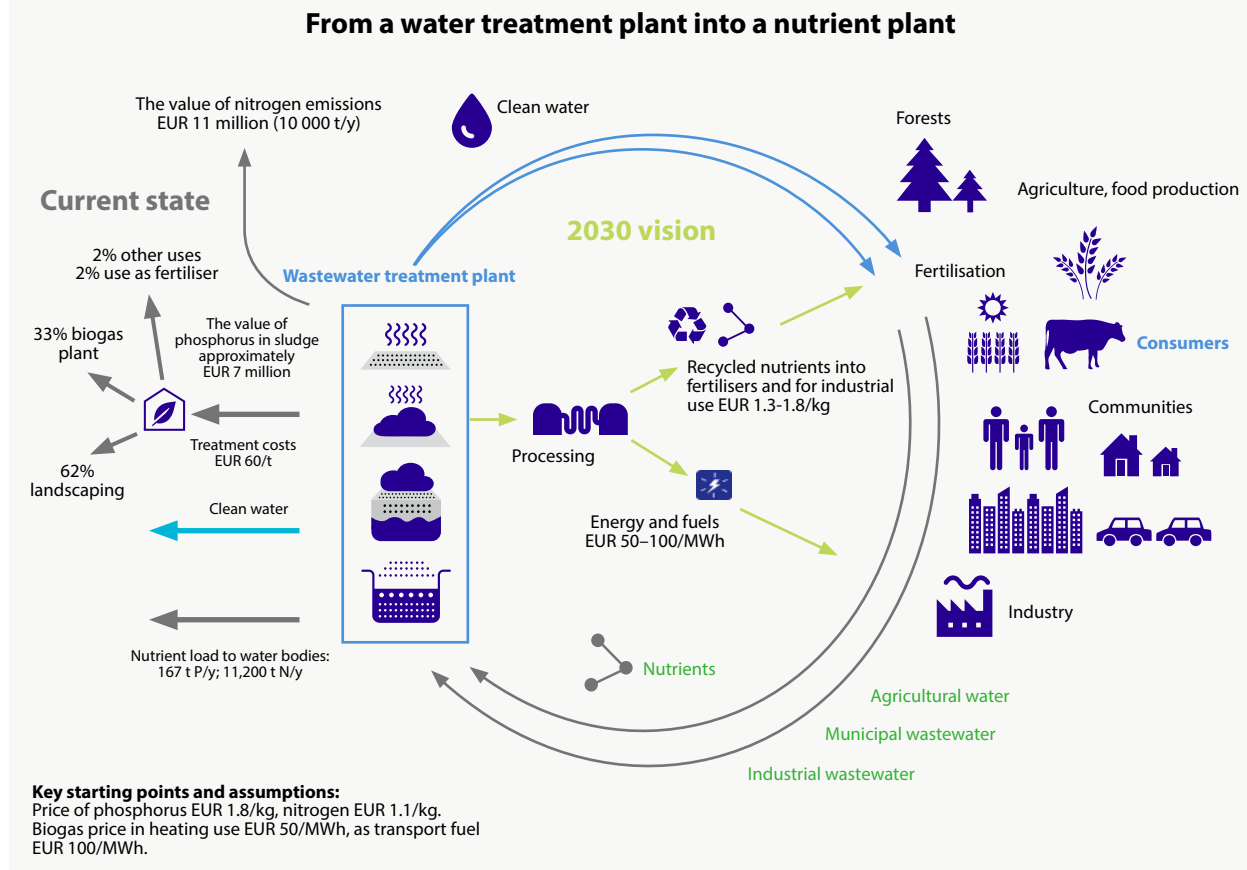 From a water treatment plant into a nutrient plant
The value of nitrogen emissions
EUR 11 million (10 000 t/y)
Clean water
Forests
Agriculture, food production
Current state
2030 vision
2% other uses
2% use as fertiliser
Wastewater treatment plant
Fertilisation
33% biogas
plant
The value of
phosphorus in sludge
approximately
EUR 7 million
Consumers
Recycled nutrients into
fertilisers and for industrial
use EUR 1.3-1.8/kg
Communities
Treatment costs
EUR 60/t
Processing
62%
landscaping
Clean water
Energy and fuels
EUR 50–100/MWh
Industry
Nutrient load to water bodies:
167 t P/y; 11,200 t N/y
Nutrients
Agricultural water
Municipal wastewater
Industrial wastewater
Key starting points and assumptions:
Price of phosphorus EUR 1.8/kg, nitrogen EUR 1.1/kg.
Biogas price in heating use EUR 50/MWh, as transport fuel
EUR 100/MWh.